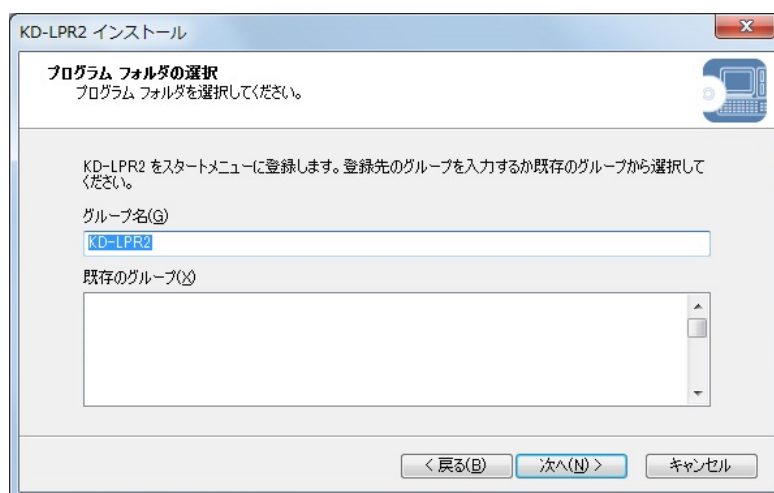 KD-LPR2 インストール
プログラム フォルダの選択
プログラム フォルダを選択してください。
KD-LPR2 をスタートメニューに登録します。登録先のグループを入力するか既存のグループから選択して
ください。
グループ名(G)
KD-LPR2
既存のグループ(X)
< 戻る(B) 次へ(N) > キャンセル